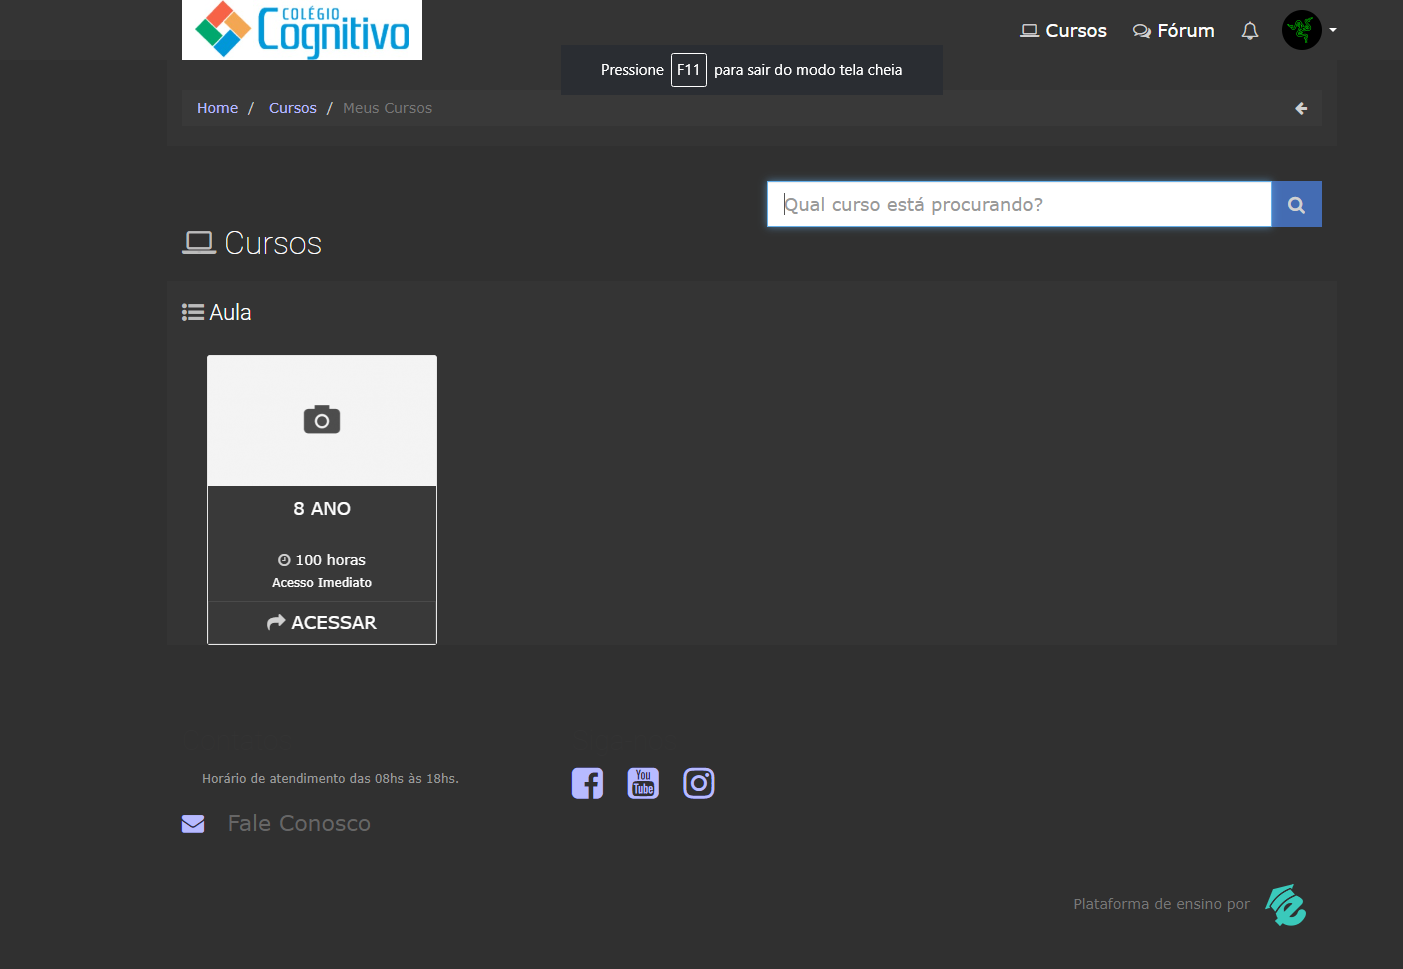 COLÉGIO
Cognitivo
Cursos
Fórum
Pressione F11 para sair do modo tela cheia
Home / Cursos / Meus Cursos
Qual curso está procurando?
Cursos
Aula
8 ANO
100 horas
Acesso Imediato
ACESSAR
Horário de atendimento das 08hs às 18hs.
You
Tube
Fale Conosco
Plataforma de ensino por